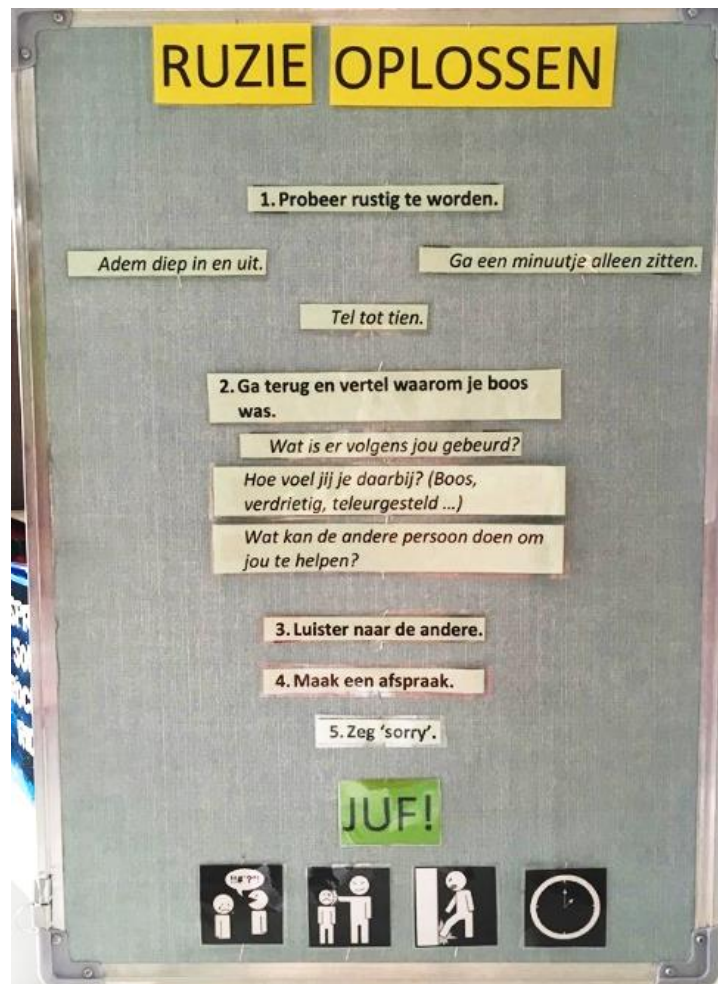 RUZIE OPLOSSEN
1. Probeer rustig te worden.
Adem diep in en uit.
Ga een minuutje alleen zitten.
Tel tot tien.
2. Ga terug en vertel waarom je boos
was.
Wat is er volgens jou gebeurd?
Hoe voel jij je daarbij? (Boos,
verdrietig, teleurgesteld ...)
Wat kan de andere persoon doen om
jou te helpen?
3. Luister naar de andere.
4. Maak een afspraak.
5. Zeg ‘sorry’.
JUF!
!!#*?"!